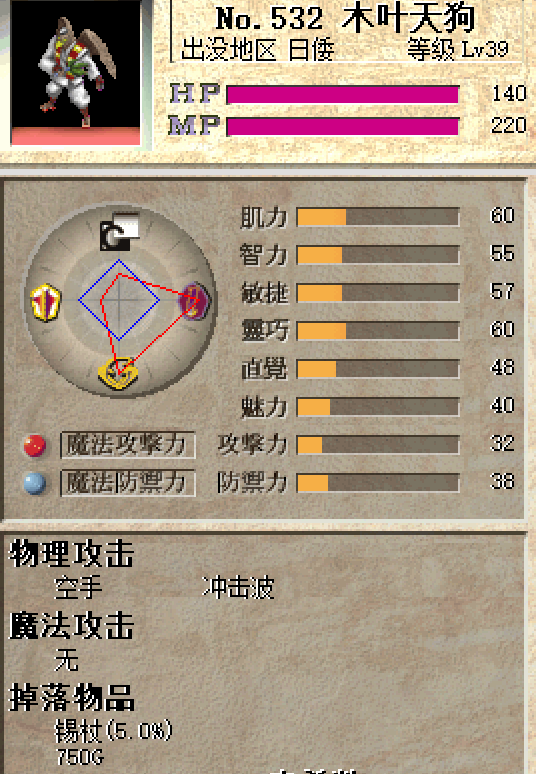 No.532 木叶天狗
出没地区 日倭 等级 Lv39
HP 140
MP 220
肌力 60
智力 55
敏捷 57
靈巧 60
直覺 48
魅力 40
魔法攻擊力 攻擊力 32
魔法防禦力 防禦力 38
物理攻击
空手 冲击波
魔法攻击
无
掉落物品
锡杖(5.0%)
750G